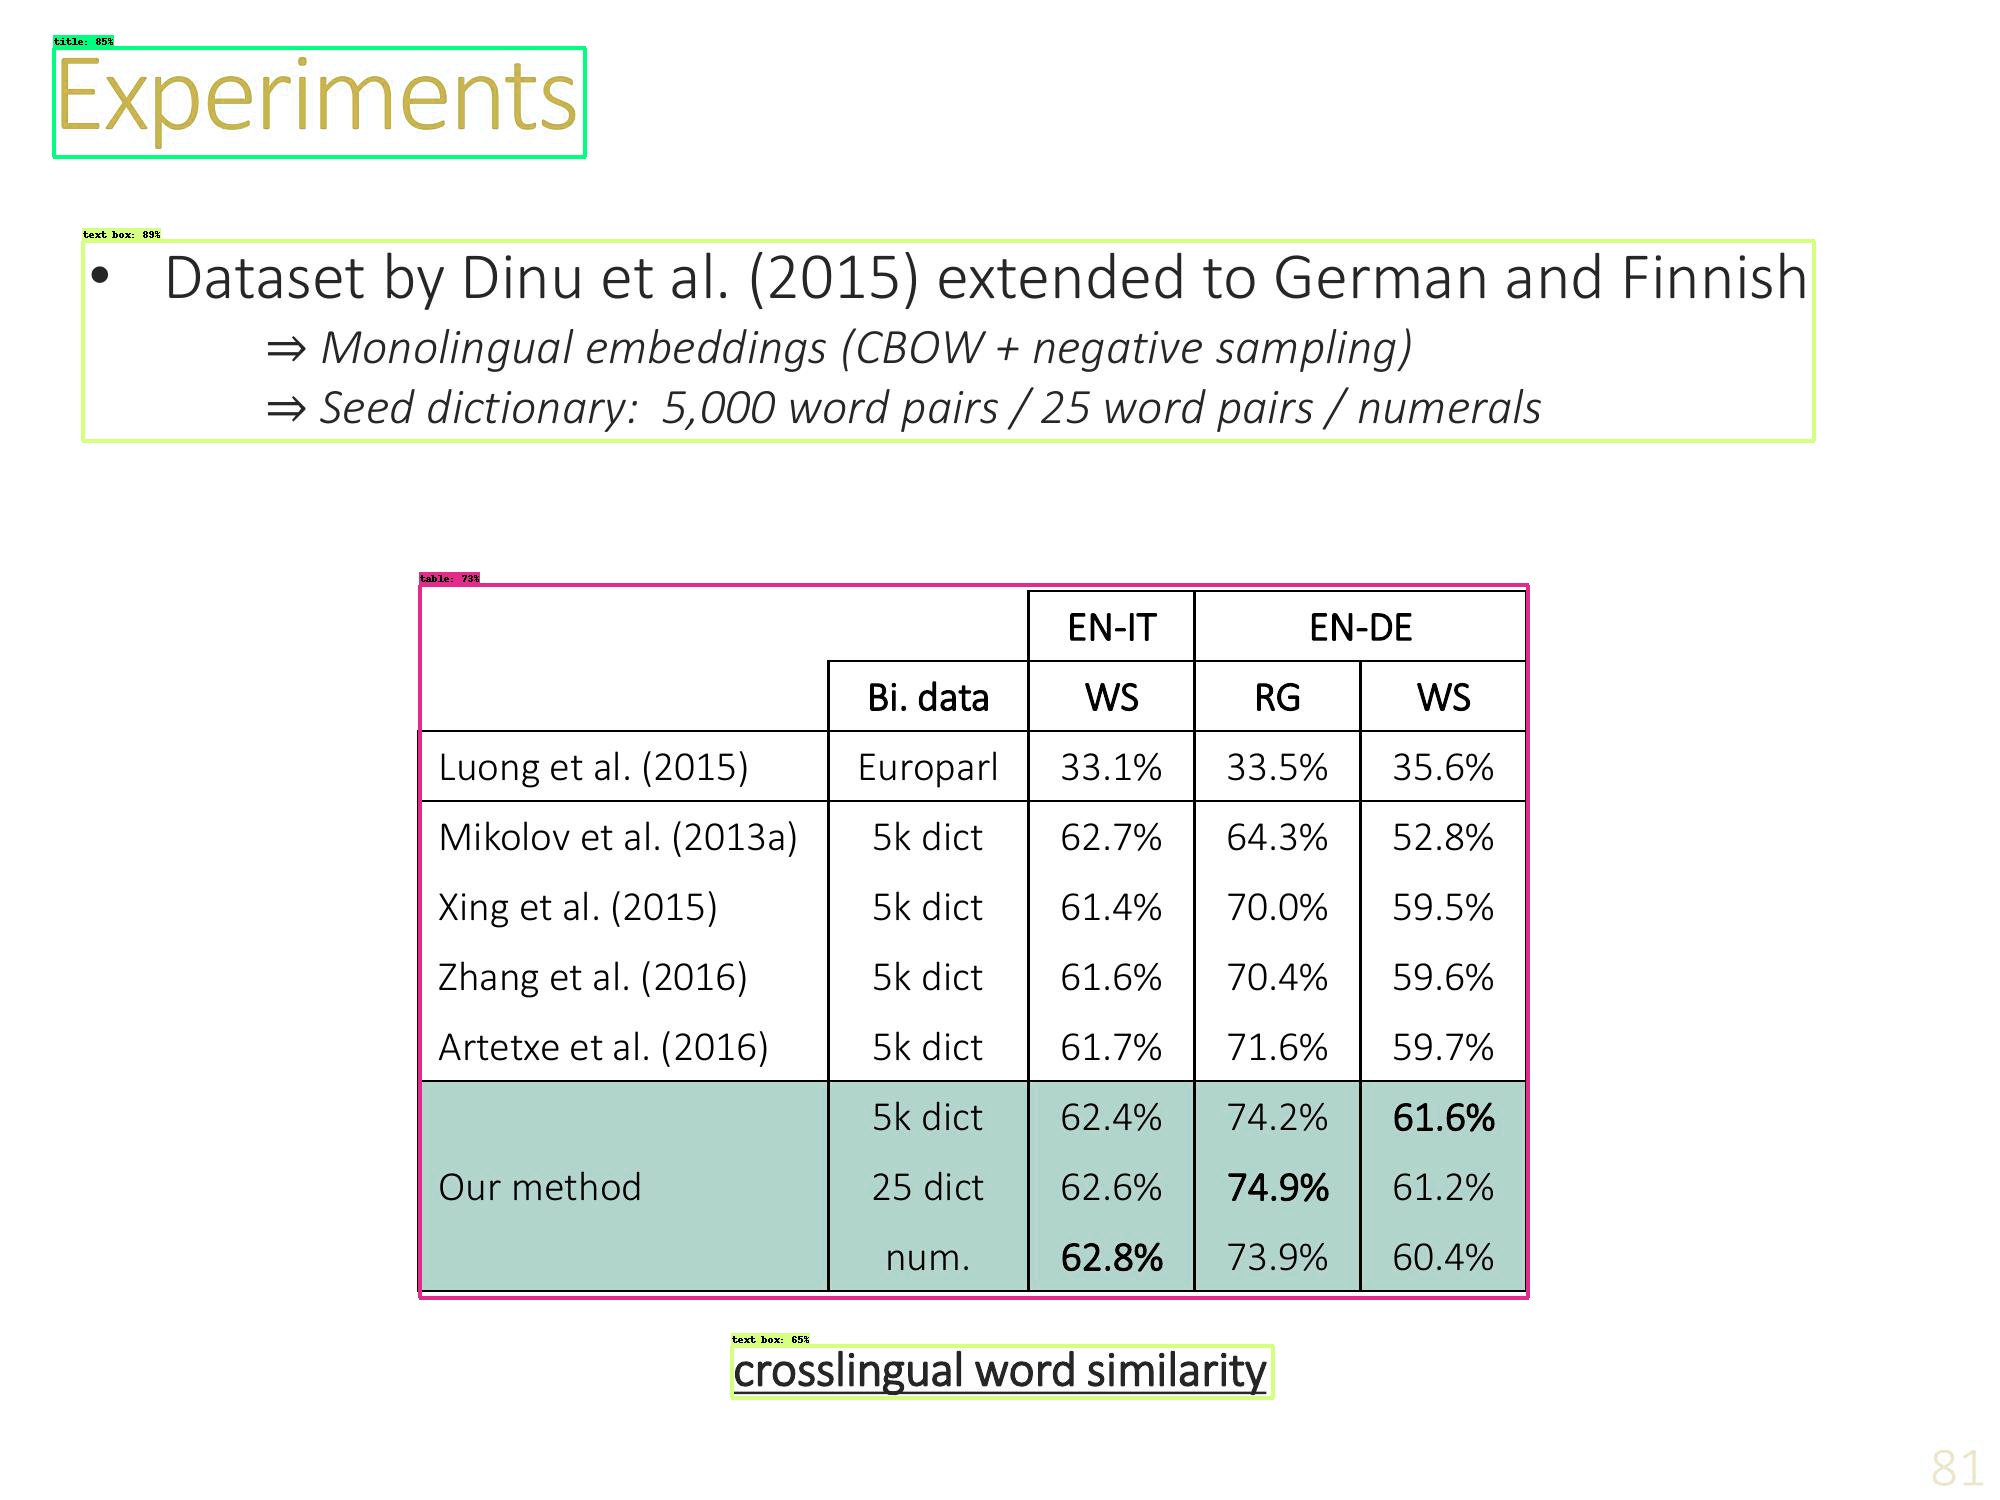 title: 85%
Experiments
text box: 89%
• Dataset by Dinu et al. (2015) extended to German and Finnish
⇒ Monolingual embeddings (CBOW + negative sampling)
⇒ Seed dictionary: 5,000 word pairs / 25 word pairs / numerals
table: 73%
EN-IT EN-DE
Bi. data WS RG WS
Luong et al. (2015) Europarl 33.1% 33.5% 35.6%
Mikolov et al. (2013a) 5k dict 62.7% 64.3% 52.8%
Xing et al. (2015) 5k dict 61.4% 70.0% 59.5%
Zhang et al. (2016) 5k dict 61.6% 70.4% 59.6%
Artetxe et al. (2016) 5k dict 61.7% 71.6% 59.7%
5k dict 62.4% 74.2% 61.6%
Our method 25 dict 62.6% 74.9% 61.2%
num. 62.8% 73.9% 60.4%
text box: 65%
crosslingual word similarity
81